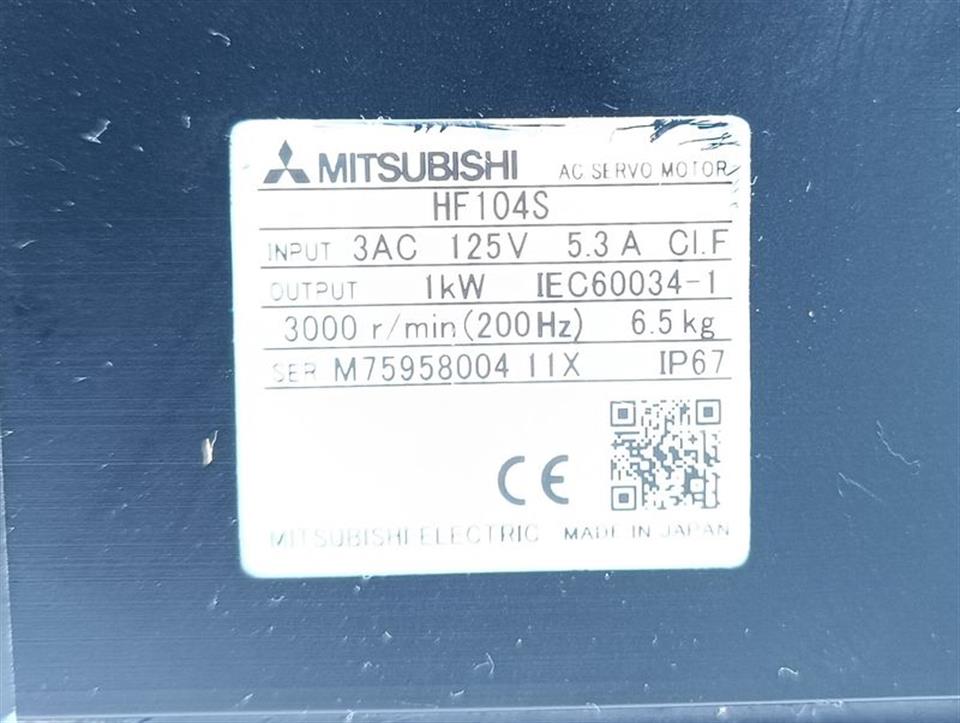 MITSUBISHI AC SERVO MOTOR
HF104S
INPUT 3AC 125V 5.3A Cl.F
OUTPUT 1kW IEC60034-1
3000 r/min(200Hz) 6.5kg
SER M75958004 11X IP67
CE
MITSUBISHI ELECTRIC MADE IN JAPAN